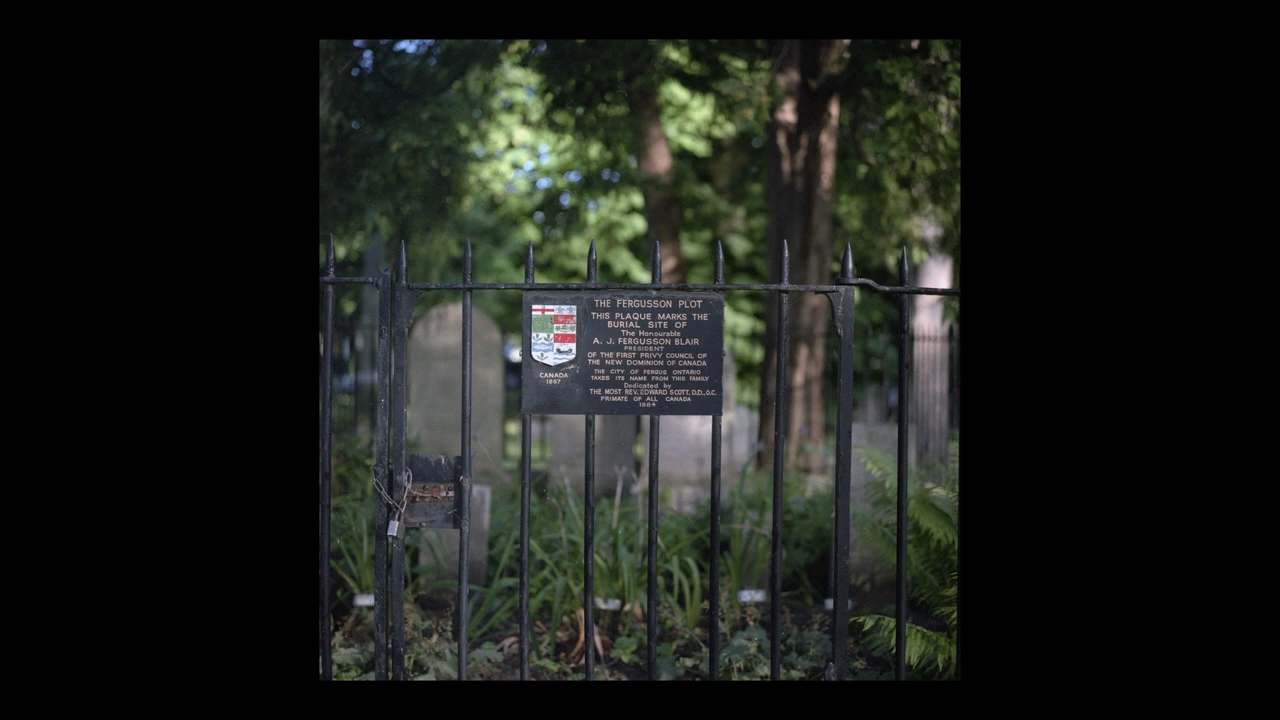 THE FERGUSSON PLOT
THIS PLAQUE MARKS THE
BURIAL SITE OF
The Honourable
A. J. FERGUSSON BLAIR
PRESIDENT
OF THE FIRST PRIVY COUNCIL OF
THE NEW DOMINION OF CANADA
THE CITY OF FERGUS ONTARIO
TAKES ITS NAME FROM THIS FAMILY
Dedicated by
THE MOST REV. EDWARD SCOTT, D.D., D.C.
PRIMATE OF ALL CANADA
1984
CANADA
1867